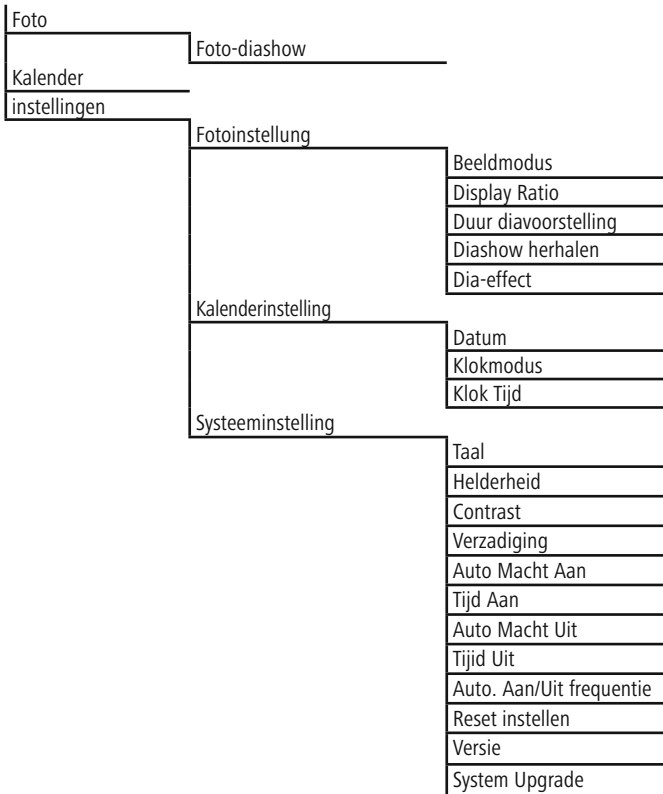 Foto
Foto-diashow
Kalender
instellingen
Fotoinstellung
Beeldmodus
Display Ratio
Duur diavoorstelling
Diashow herhalen
Dia-effect
Kalenderinstelling
Datum
Klokmodus
Klok Tijd
Systeeminstelling
Taal
Helderheid
Contrast
Verzadiging
Auto Macht Aan
Tijd Aan
Auto Macht Uit
Tijid Uit
Auto. Aan/Uit frequentie
Reset instellen
Versie
System Upgrade